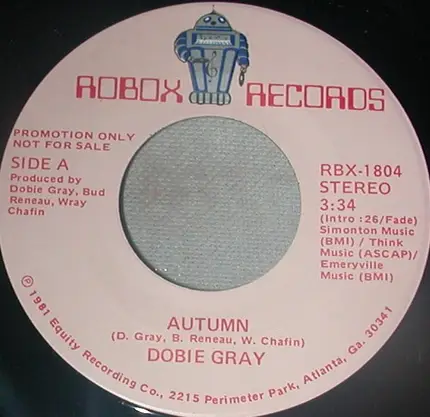 ROBOX RECORDS
PROMOTION ONLY
NOT FOR SALE
SIDE A
Produced by
Dobie Gray, Bud
Reneau, Wray
Chafin
RBX-1804
STEREO
3:34
(Intro :26/Fade)
Simonton Music
(BMI) / Think
Music (ASCAP)/
Emeryville
Music (BMI)
AUTUMN
(D. Gray, B. Reneau, W. Chafin)
DOBIE GRAY
℗ 1981 Equity Recording Co., 2215 Perimeter Park, Atlanta, Ga. 30341